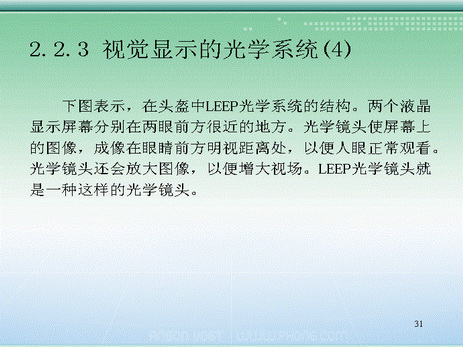 2.2.3 视觉显示的光学系统(4)
下图表示，在头盔中LEEP光学系统的结构。两个液晶
显示屏幕分别在两眼前方很近的地方。光学镜头使屏幕上
的图像，成像在眼睛前方明视距离处，以便人眼正常观看。
光学镜头还会放大图像，以便增大视场。LEEP光学镜头就
是一种这样的光学镜头。
31